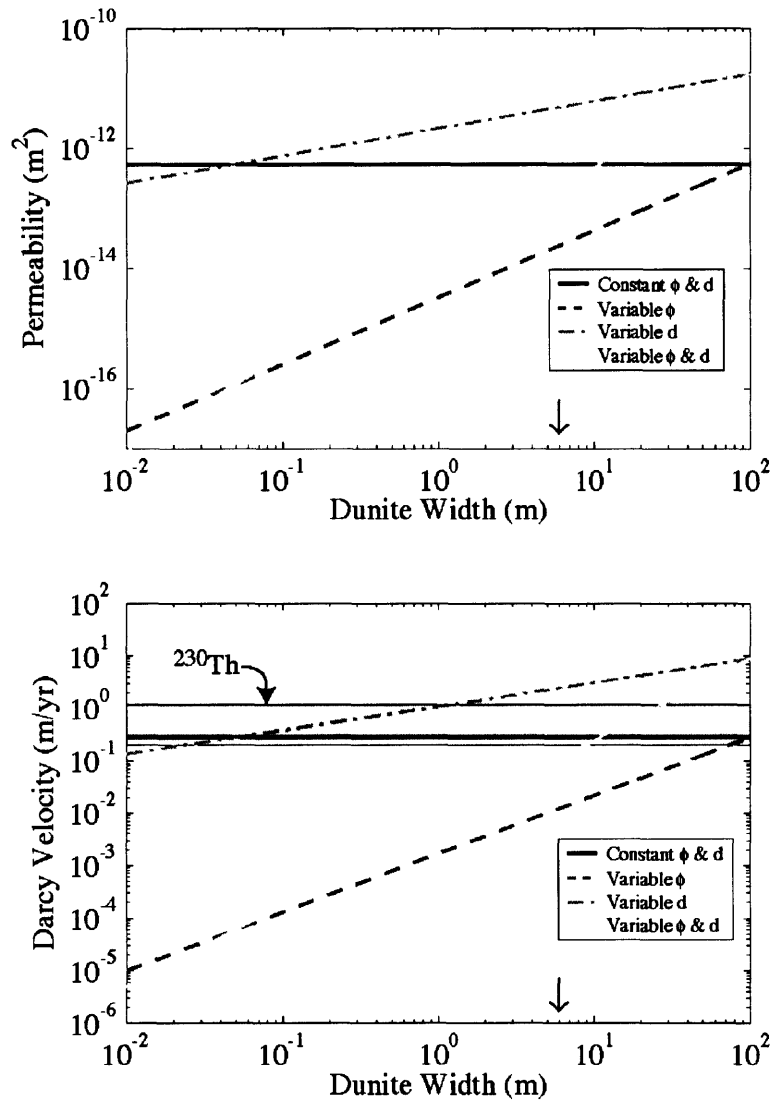 10^-10
10^-12
10^-14
10^-16
Permeability (m^2)
Constant ϕ & d
Variable ϕ
Variable d
Variable ϕ & d
10^-2 10^-1 10^0 10^1 10^2
Dunite Width (m)
10^2
10^1
10^0
10^-1
10^-2
10^-3
10^-4
10^-5
10^-6
Darcy Velocity (m/yr)
^230Th
Constant ϕ & d
Variable ϕ
Variable d
Variable ϕ & d
10^-2 10^-1 10^0 10^1 10^2
Dunite Width (m)